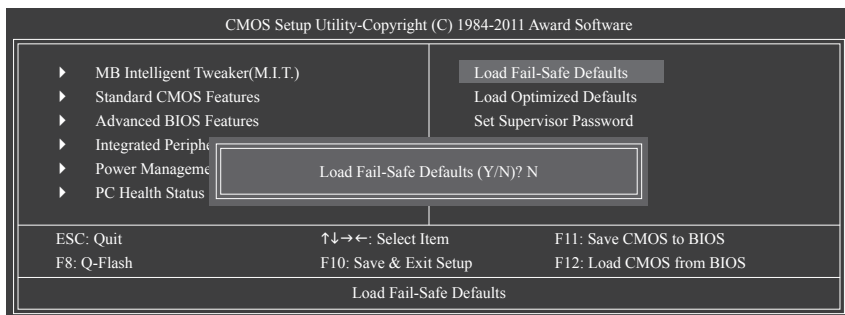 CMOS Setup Utility-Copyright (C) 1984-2011 Award Software
MB Intelligent Tweaker(M.I.T.)
Standard CMOS Features
Advanced BIOS Features
Integrated Periphe
Power Manageme
PC Health Status
Load Fail-Safe Defaults
Load Optimized Defaults
Set Supervisor Password
Load Fail-Safe Defaults (Y/N)? N
ESC: Quit ↑↓→←: Select Item F11: Save CMOS to BIOS
F8: Q-Flash F10: Save & Exit Setup F12: Load CMOS from BIOS
Load Fail-Safe Defaults